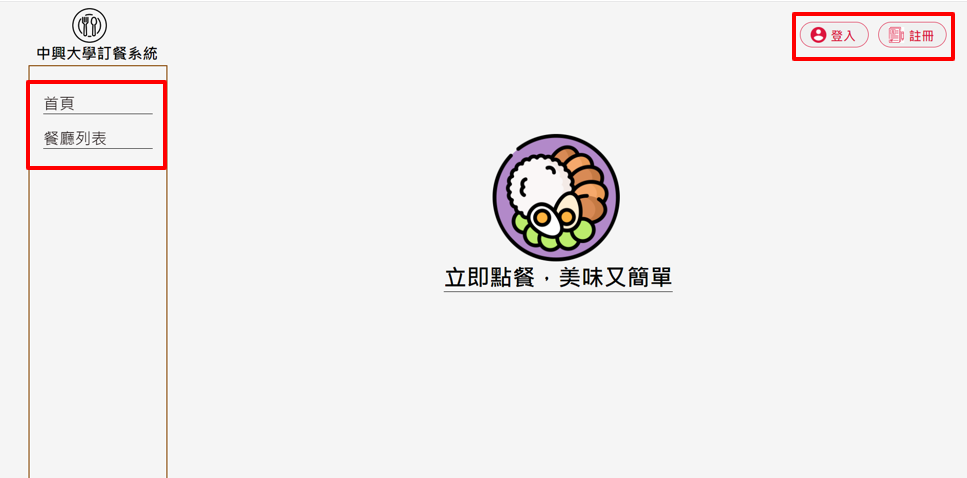 中興大學訂餐系統
登入
註冊
首頁
餐廳列表
立即點餐，美味又簡單